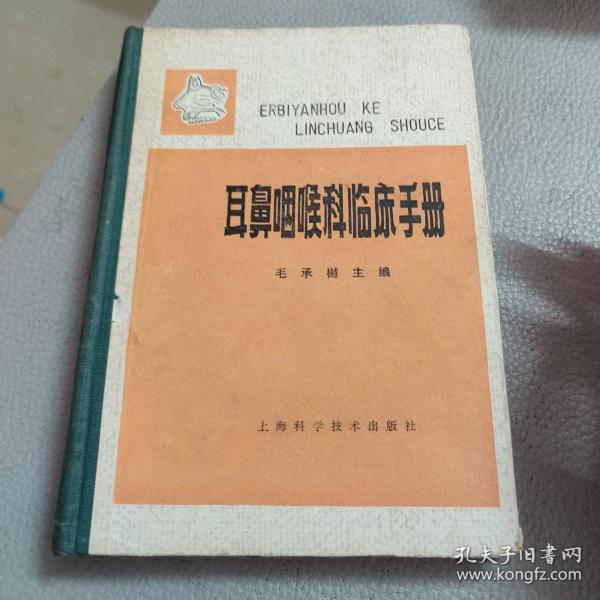 ERBIYANHOU KE
LINCHUANG SHOUCE
耳鼻咽喉科临床手册
毛承樾主编
上海科学技术出版社
孔夫子旧书网
www.kongfz.com